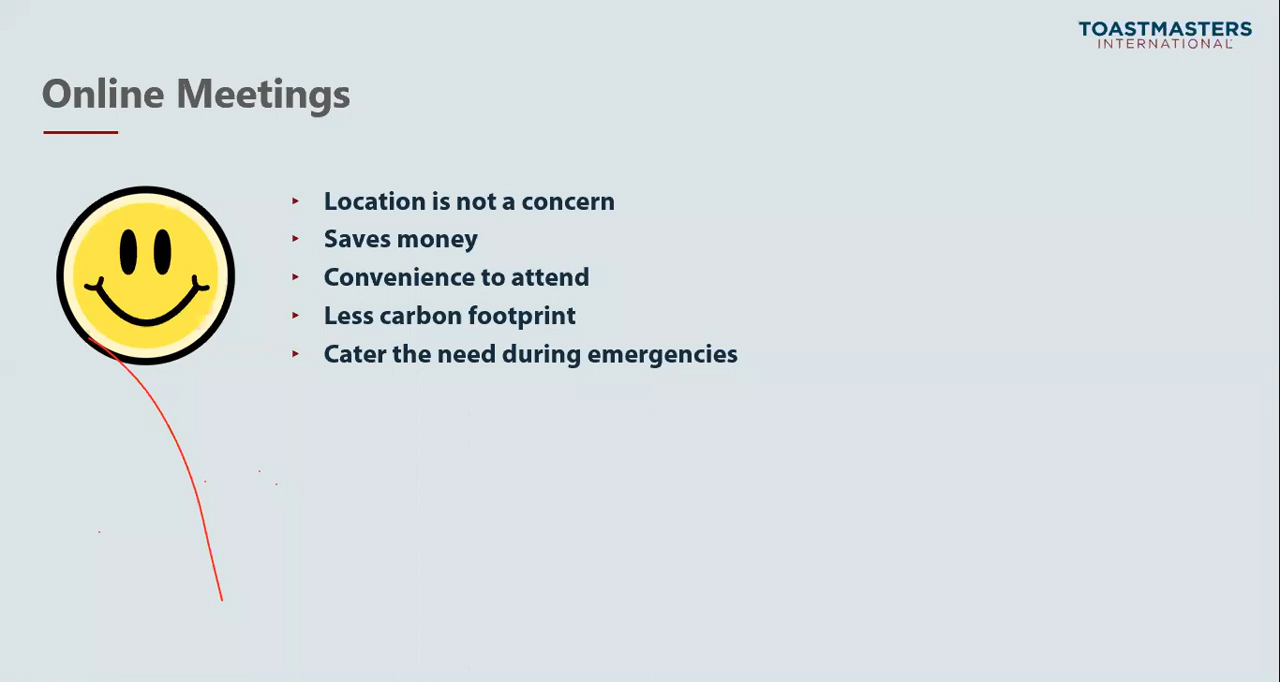 TOASTMASTERS
INTERNATIONAL
Online Meetings
Location is not a concern
Saves money
Convenience to attend
Less carbon footprint
Cater the need during emergencies